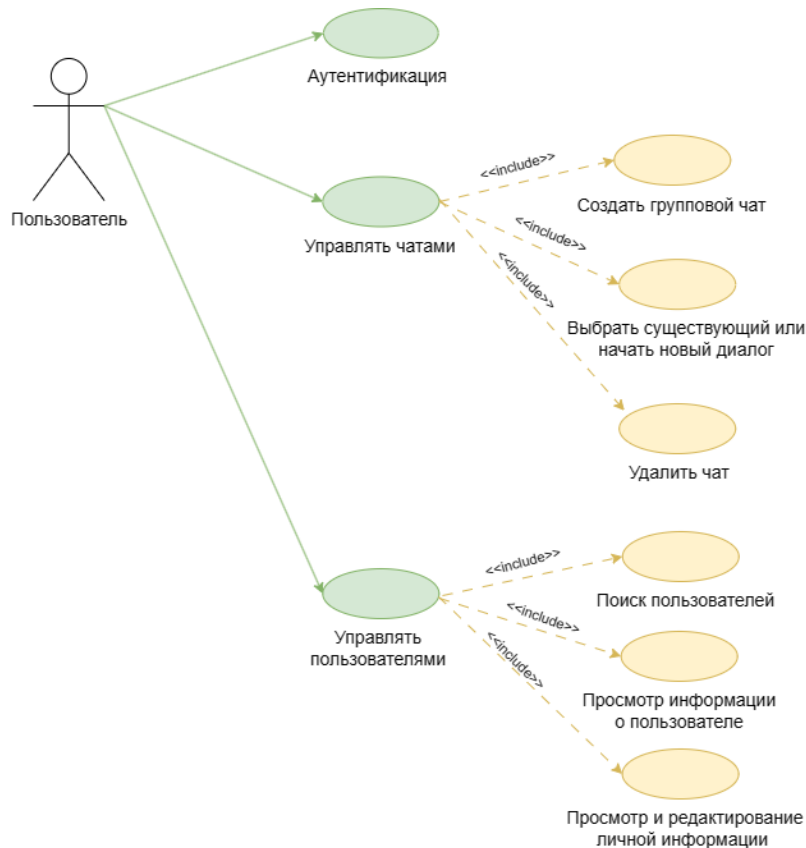 Аутентификация
Пользователь
Управлять чатами
<<include>>
Создать групповой чат
<<include>>
Выбрать существующий или
начать новый диалог
<<include>>
Удалить чат
Управлять
пользователями
<<include>>
Поиск пользователей
<<include>>
Просмотр информации
о пользователе
<<include>>
Просмотр и редактирование
личной информации